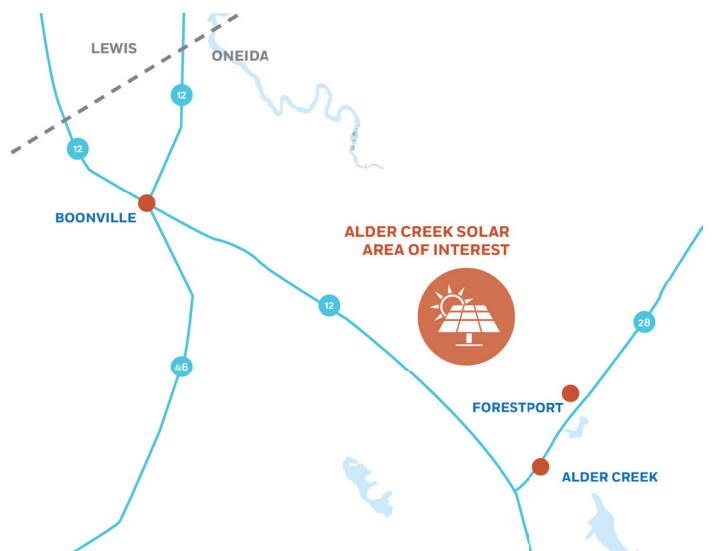 LEWIS
ONEIDA
12
12
BOONVILLE
ALDER CREEK SOLAR
AREA OF INTEREST
12
28
46
FORESTPORT
ALDER CREEK